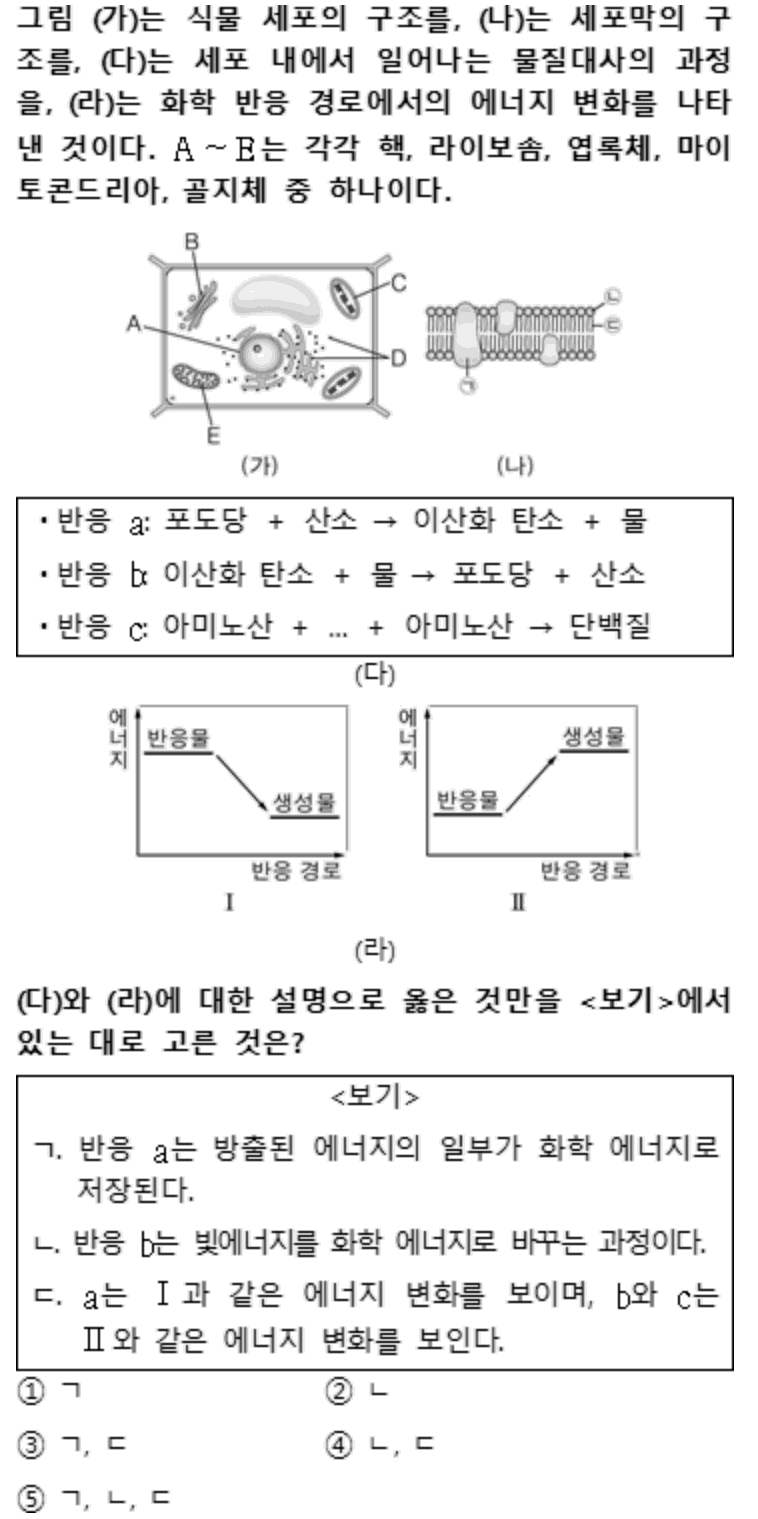 그림 (가)는 식물 세포의 구조를, (나)는 세포막의 구
조를, (다)는 세포 내에서 일어나는 물질대사의 과정
을, (라)는 화학 반응 경로에서의 에너지 변화를 나타
낸 것이다. A ~ E는 각각 핵, 라이보솜, 엽록체, 마이
토콘드리아, 골지체 중 하나이다.
B
C
A
D
E
(가)
㉡
㉢
㉠
(나)
・반응 a: 포도당 + 산소 → 이산화 탄소 + 물
・반응 b: 이산화 탄소 + 물 → 포도당 + 산소
・반응 c: 아미노산 + ... + 아미노산 → 단백질
(다)
에너지
반응물
생성물
반응 경로
Ⅰ
에너지
생성물
반응물
반응 경로
Ⅱ
(라)
(다)와 (라)에 대한 설명으로 옳은 것만을 <보기>에서
있는 대로 고른 것은?
<보기>
ㄱ. 반응 a는 방출된 에너지의 일부가 화학 에너지로
저장된다.
ㄴ. 반응 b는 빛에너지를 화학 에너지로 바꾸는 과정이다.
ㄷ. a는 Ⅰ과 같은 에너지 변화를 보이며, b와 c는
Ⅱ와 같은 에너지 변화를 보인다.
① ㄱ ② ㄴ
③ ㄱ, ㄷ ④ ㄴ, ㄷ
⑤ ㄱ, ㄴ, ㄷ